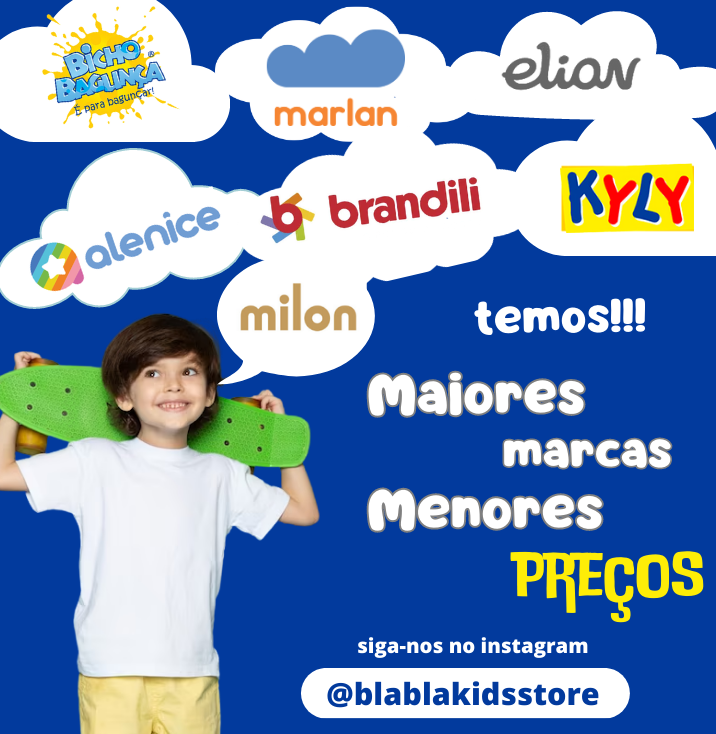 BICHO
BAGUNÇA
É para bagunçar!
marlan
elian
alenice
b brandili
KYLY
milon
temos!!!
Maiores
marcas
Menores
PREÇOS
siga-nos no instagram
@blablakidsstore